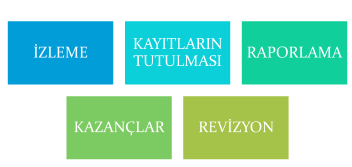 İZLEME
KAYITLARIN
TUTULMASI
RAPORLAMA
KAZANÇLAR
REVİZYON